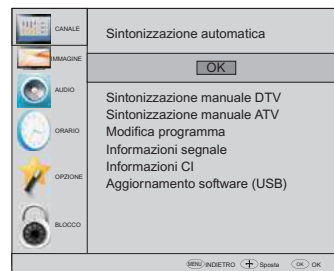 CANALE
IMMAGINE
AUDIO
ORARIO
OPZIONE
BLOCCO
Sintonizzazione automatica
OK
Sintonizzazione manuale DTV
Sintonizzazione manuale ATV
Modifica programma
Informazioni segnale
Informazioni CI
Aggiornamento software (USB)
MENU INDIETRO Sposta OK OK